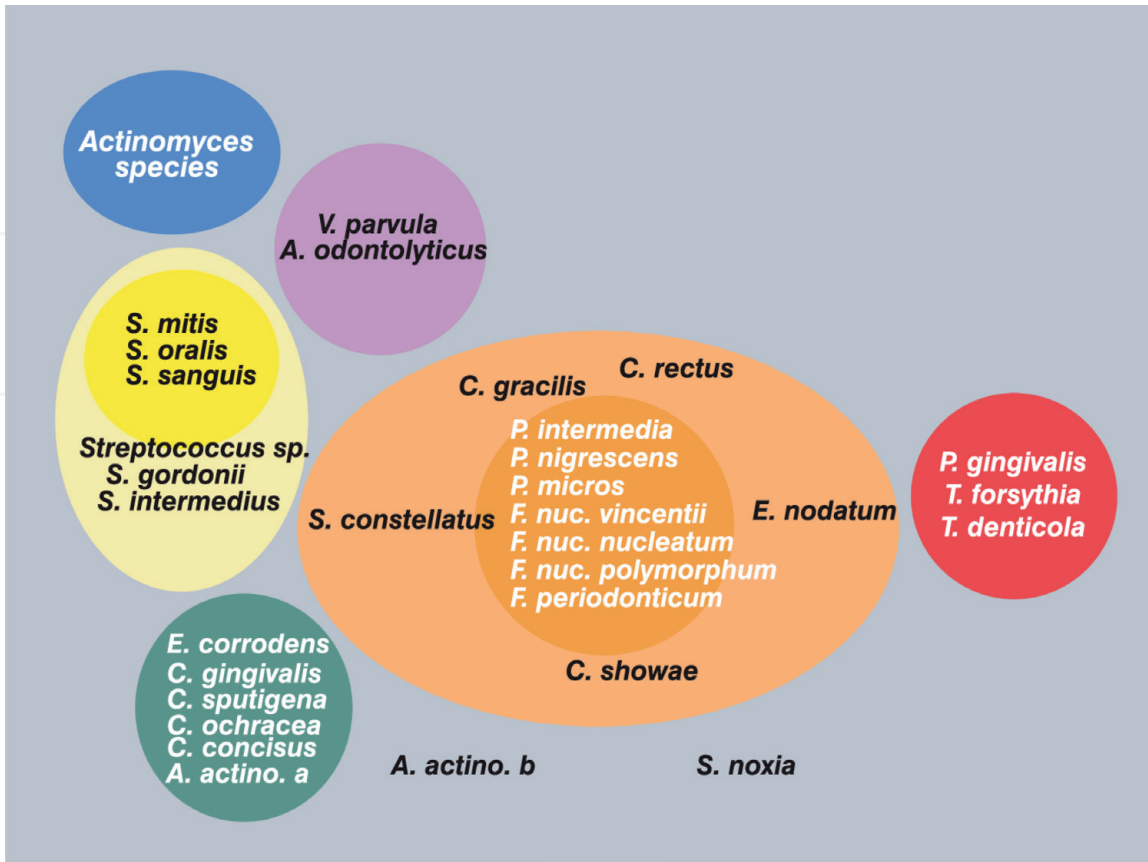 Actinomyces
species
V. parvula
A. odontolyticus
S. mitis
S. oralis
S. sanguis
Streptococcus sp.
S. gordonii
S. intermedius
C. gracilis
C. rectus
P. intermedia
P. nigrescens
P. micros
F. nuc. vincentii
F. nuc. nucleatum
F. nuc. polymorphum
F. periodonticum
S. constellatus
E. nodatum
C. showae
P. gingivalis
T. forsythia
T. denticola
E. corrodens
C. gingivalis
C. sputigena
C. ochracea
C. concisus
A. actino. a
A. actino. b
S. noxia